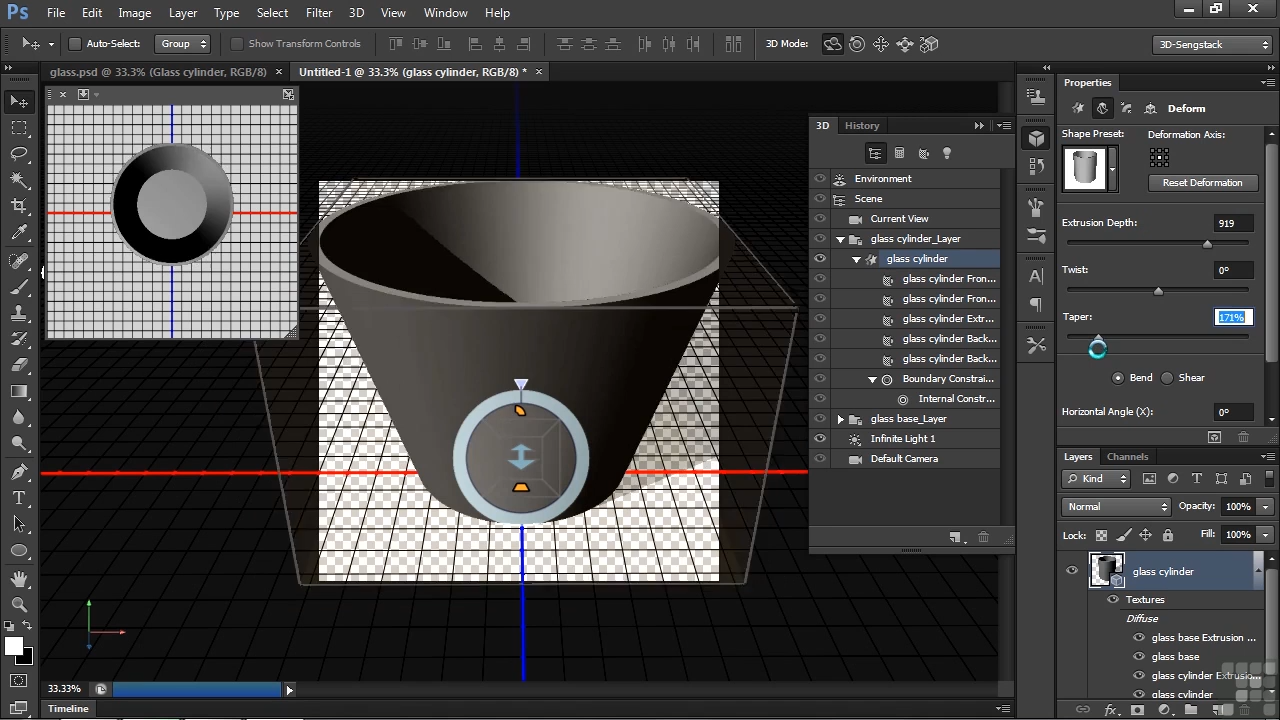 Ps File Edit Image Layer Type Select Filter 3D View Window Help
Auto-Select: Group Show Transform Controls 3D Mode: 3D-Sengstack
glass.psd @ 33.3% (Glass cylinder, RGB/8) × Untitled-1 @ 33.3% (glass cylinder, RGB/8) * ×
3D History
Environment
Scene
Current View
glass cylinder_Layer
glass cylinder
glass cylinder Fron...
glass cylinder Fron...
glass cylinder Extr...
glass cylinder Back...
glass cylinder Back...
Boundary Constrai...
Internal Constr...
glass base_Layer
Infinite Light 1
Default Camera
Properties
Deform
Shape Preset: Deformation Axis:
Reset Deformation
Extrusion Depth: 919
Twist: 0°
Taper: 171%
Bend Shear
Horizontal Angle (X): 0°
Layers Channels
Kind
Normal Opacity: 100%
Lock: Fill: 100%
glass cylinder
Textures
Diffuse
glass base Extrusion ...
glass base
glass cylinder Extrusio...
glass cylinder
33.33%
Timeline